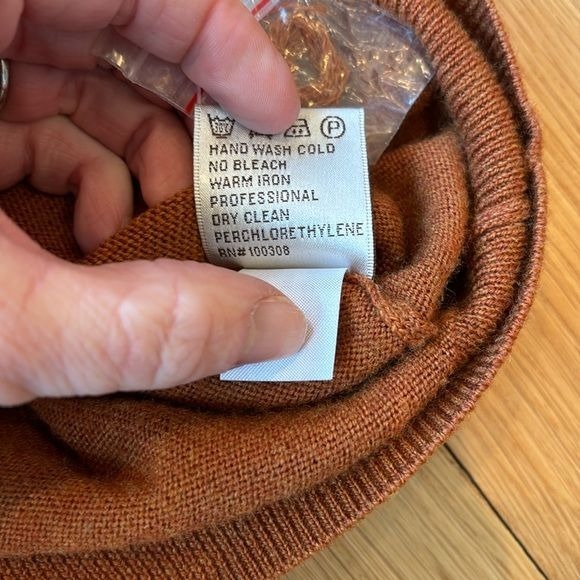 HAND WASH COLD
NO BLEACH
WARM IRON
PROFESSIONAL
DRY CLEAN
PERCHLORETHYLENE
RN# 100308